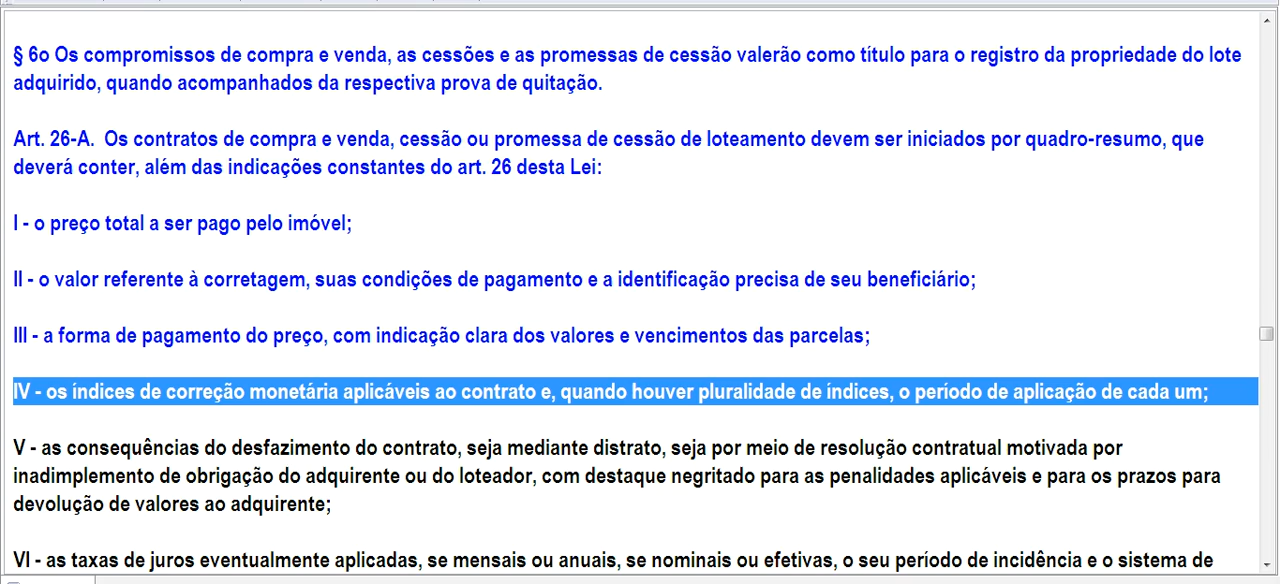 § 6o Os compromissos de compra e venda, as cessões e as promessas de cessão valerão como título para o registro da propriedade do lote
adquirido, quando acompanhados da respectiva prova de quitação.
Art. 26-A.  Os contratos de compra e venda, cessão ou promessa de cessão de loteamento devem ser iniciados por quadro-resumo, que
deverá conter, além das indicações constantes do art. 26 desta Lei:
I - o preço total a ser pago pelo imóvel;
II - o valor referente à corretagem, suas condições de pagamento e a identificação precisa de seu beneficiário;
III - a forma de pagamento do preço, com indicação clara dos valores e vencimentos das parcelas;
IV - os índices de correção monetária aplicáveis ao contrato e, quando houver pluralidade de índices, o período de aplicação de cada um;
V - as consequências do desfazimento do contrato, seja mediante distrato, seja por meio de resolução contratual motivada por
inadimplemento de obrigação do adquirente ou do loteador, com destaque negritado para as penalidades aplicáveis e para os prazos para
devolução de valores ao adquirente;
VI - as taxas de juros eventualmente aplicadas, se mensais ou anuais, se nominais ou efetivas, o seu período de incidência e o sistema de